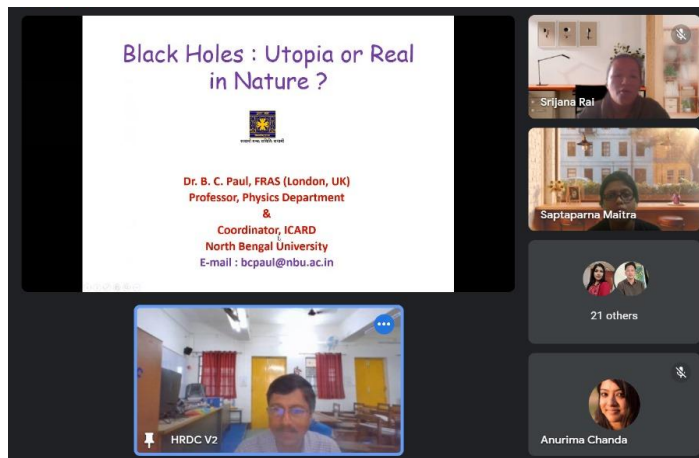 Black Holes : Utopia or Real
in Nature ?
Dr. B. C. Paul, FRAS (London, UK)
Professor, Physics Department
&
Coordinator, ICARD
North Bengal University
E-mail : bcpaul@nbu.ac.in
Srijana Rai
Saptaparna Maitra
21 others
HRDC V2
Anurima Chanda